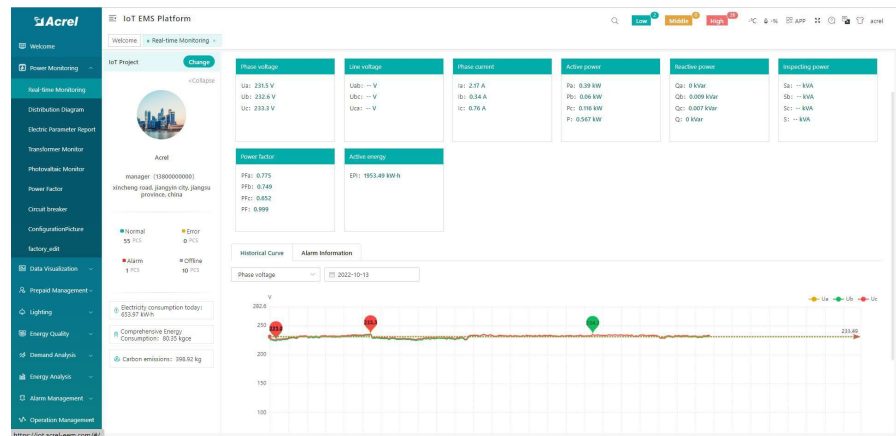 Acrel
IoT EMS Platform
Low 2 Middle High
℃ -% APP acrel
Welcome
Real-time Monitoring
Welcome
Power Monitoring
Real-time Monitoring
Distribution Diagram
Electric Parameter Report
Transformer Monitor
Photovaltaic Monitor
Power Factor
Circuit breaker
ConfigurationPicture
factory_edit
Data Visualization
Prepaid Management
Lighting
Energy Quality
Demand Analysis
Energy Analysis
Alarm Management
Operation Management
https://iot.acrel-eem.com/#/
IoT Project
Change
«Collapse
Acrel
manager (13800000000)
xincheng road, jiangyin city, jiangsu
province, china
Normal
55 PCS
Error
0 PCS
Alarm
1 PCS
Offline
10 PCS
Electricity consumption today:
653.97 kW·h
Comprehensive Energy
Consumption: 80.35 kgce
Carbon emissions: 398.92 kg
Phase voltage
Ua: 231.5 V
Ub: 232.6 V
Uc: 233.3 V
Line voltage
Uab: -- V
Ubc: -- V
Uca: -- V
Phase current
Ia: 2.17 A
Ib: 0.34 A
Ic: 0.76 A
Active power
Pa: 0.39 kW
Pb: 0.06 kW
Pc: 0.116 kW
P: 0.567 kW
Reactive power
Qa: 0 kVar
Qb: 0.009 kVar
Qc: 0.007 kVar
Q: 0 kVar
Inspecting power
Sa: -- kVA
Sb: -- kVA
Sc: -- kVA
S: -- kVA
Power factor
PFa: 0.775
PFb: 0.749
PFc: 0.652
PF: 0.999
Active energy
EPI: 1953.49 kW·h
Historical Curve
Alarm Information
Phase voltage
2022-10-13
V
Ua Ub Uc
282.6
250
200
150
100
233.49